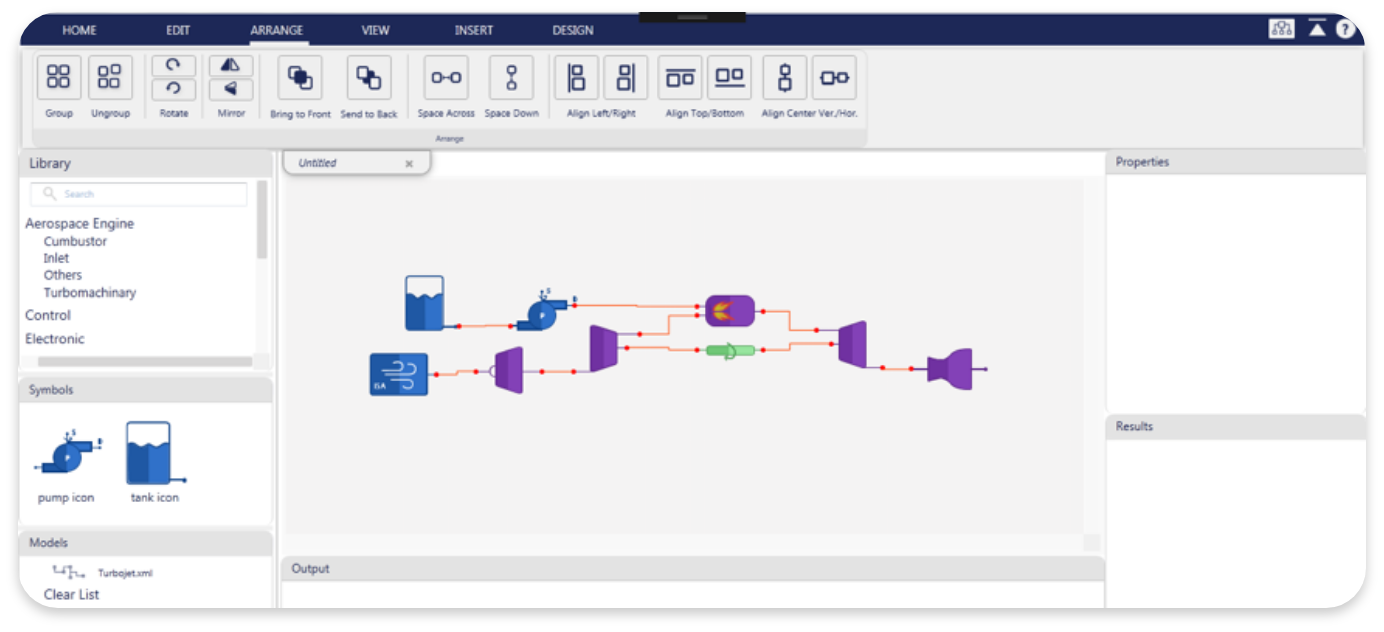 HOME EDIT ARRANGE VIEW INSERT DESIGN ?
Group Ungroup Rotate Mirror Bring to Front Send to Back Space Across Space Down Align Left/Right Align Top/Bottom Align Center Ver./Hor.
Arrange
Library
Search
Aerospace Engine
Cumbustor
Inlet
Others
Turbomachinary
Control
Electronic
Symbols
S
B
pump icon tank icon
Models
Turbojet.xml
Clear List
Untitled
S
B
ISA
Output
Properties
Results